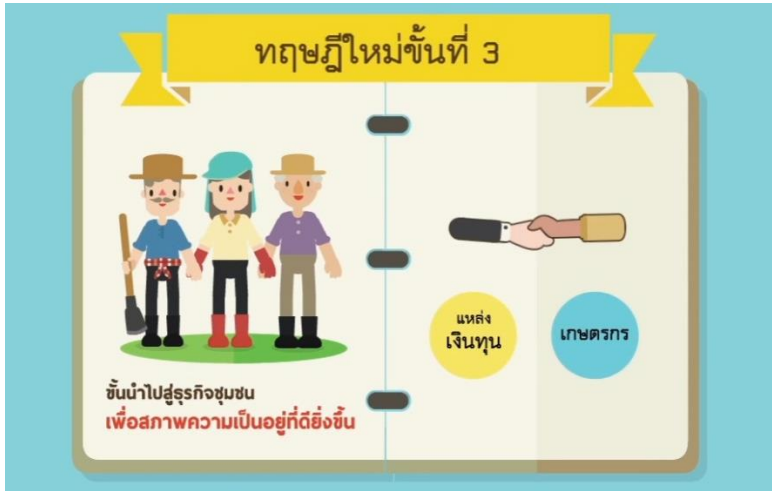 ทฤษฎีใหม่ขั้นที่ 3
ขั้นนำไปสู่ธุรกิจชุมชน
เพื่อสภาพความเป็นอยู่ที่ดียิ่งขึ้น
แหล่ง
เงินทุน
เกษตรกร